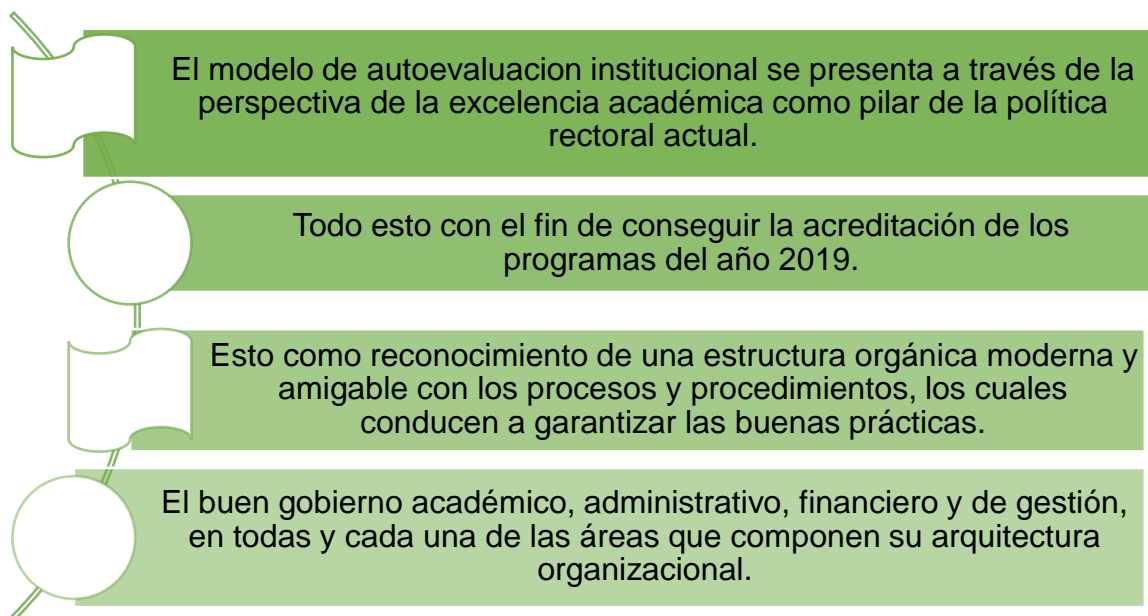 El modelo de autoevaluacion institucional se presenta a través de la
perspectiva de la excelencia académica como pilar de la política
rectoral actual.
Todo esto con el fin de conseguir la acreditación de los
programas del año 2019.
Esto como reconocimiento de una estructura orgánica moderna y
amigable con los procesos y procedimientos, los cuales
conducen a garantizar las buenas prácticas.
El buen gobierno académico, administrativo, financiero y de gestión,
en todas y cada una de las áreas que componen su arquitectura
organizacional.